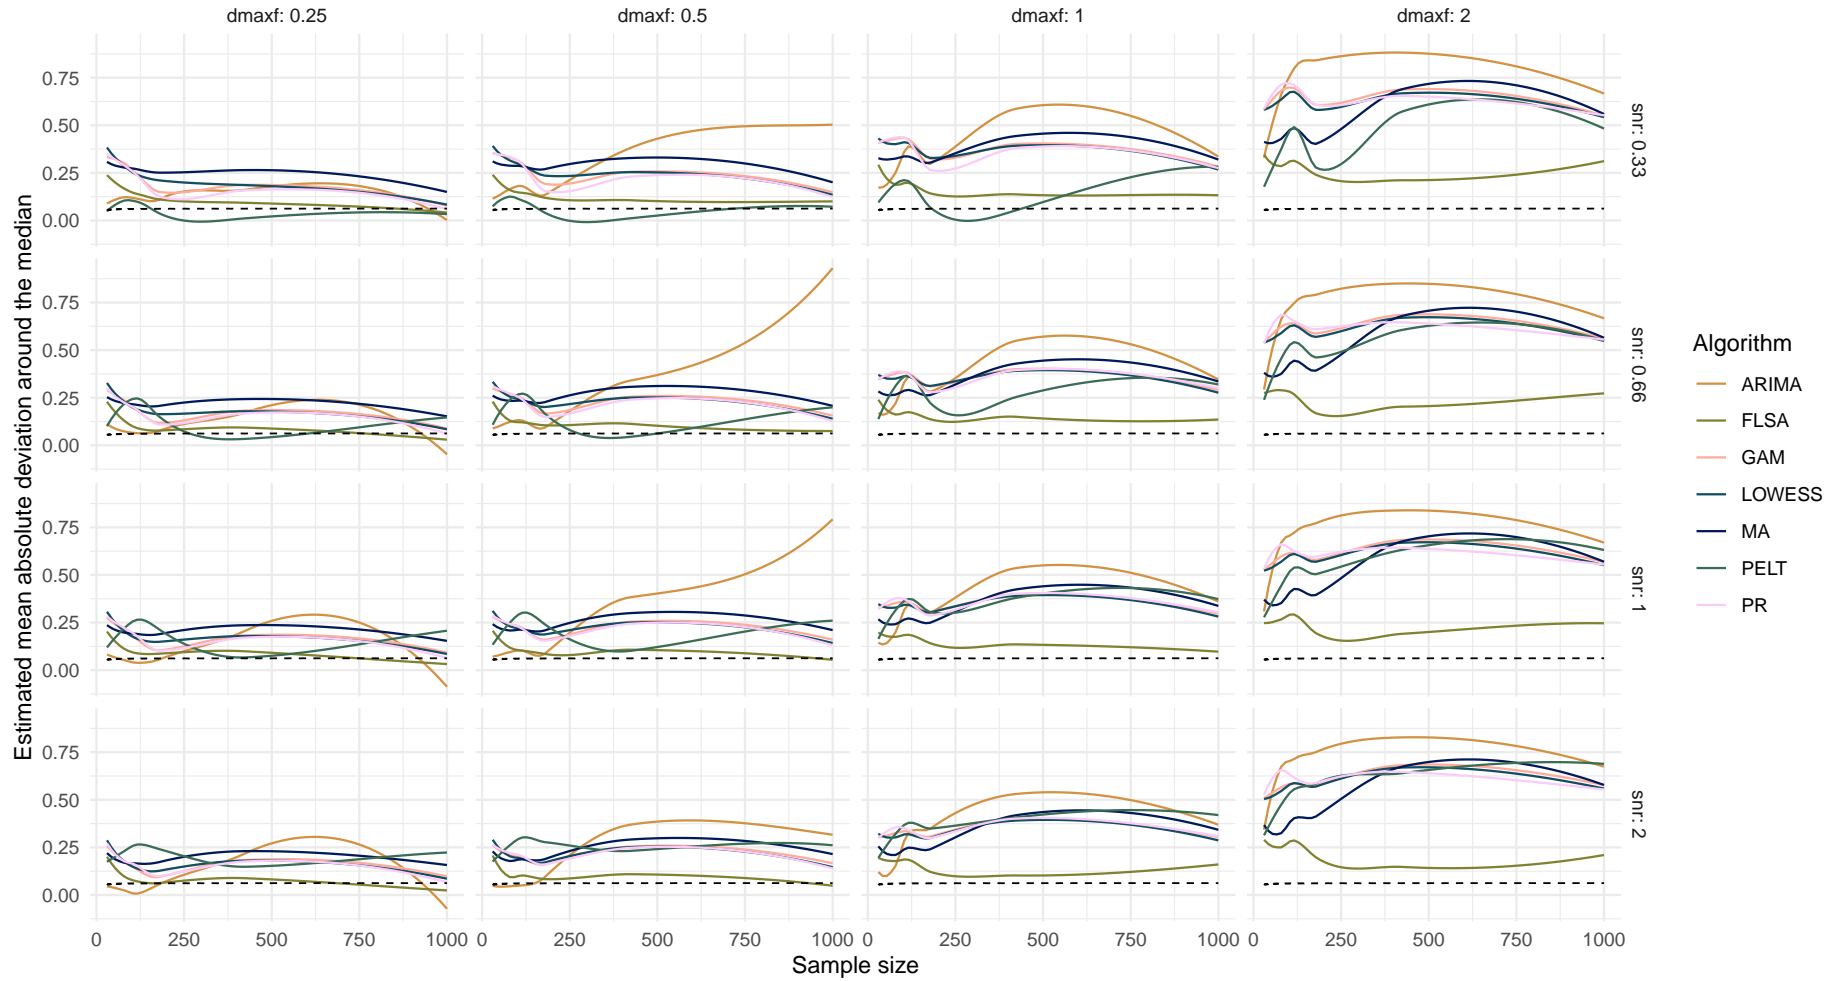 dmaxf: 0.25
dmaxf: 0.5
dmaxf: 1
dmaxf: 2
Estimated mean absolute deviation around the median
0.75
0.50
0.25
0.00
snr: 0.33
0.75
0.50
0.25
0.00
snr: 0.66
0.75
0.50
0.25
0.00
snr: 1
0.75
0.50
0.25
0.00
snr: 2
0 250 500 750 1000
0 250 500 750 1000
0 250 500 750 1000
0 250 500 750 1000
Sample size
Algorithm
ARIMA
FLSA
GAM
LOWESS
MA
PELT
PR